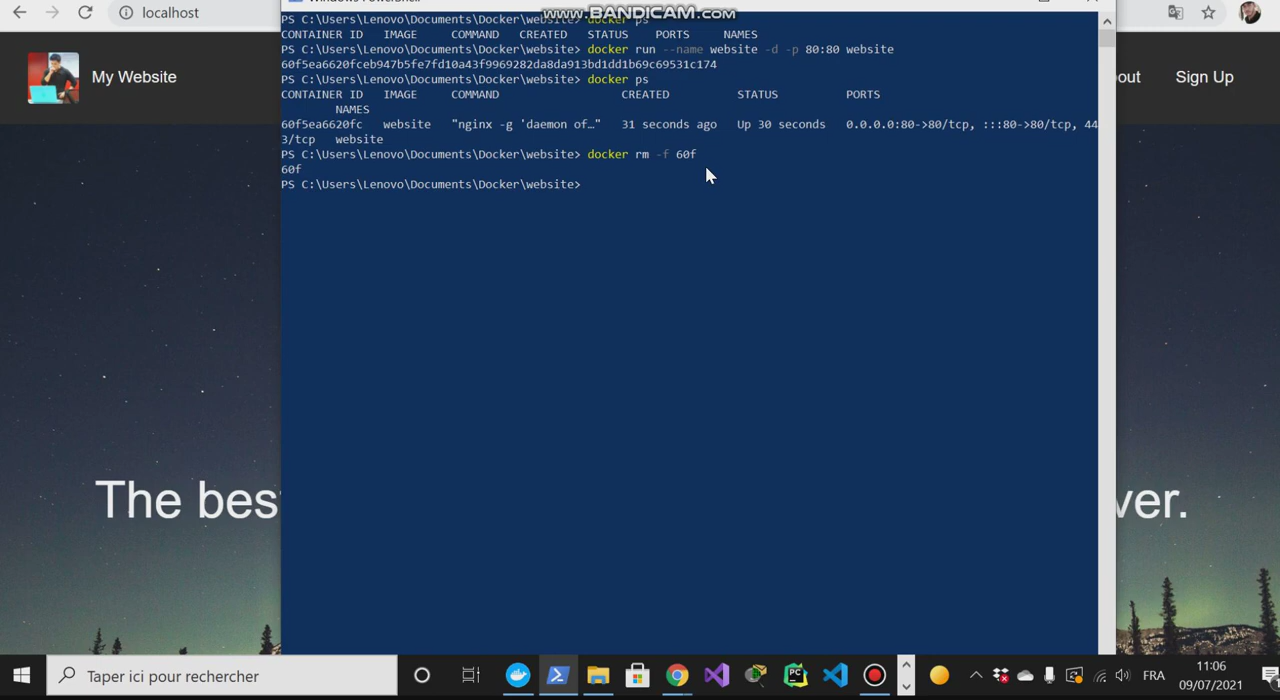 localhost
www.BANDICAM.com
Windows PowerShell
My Website
out
Sign Up
PS C:\Users\Lenovo\Documents\Docker\website> docker ps
CONTAINER ID   IMAGE     COMMAND   CREATED   STATUS    PORTS     NAMES
PS C:\Users\Lenovo\Documents\Docker\website> docker run --name website -d -p 80:80 website
60f5ea6620fceb947b5fe7fd10a43f9969282da8da913bd1dd1b69c69531c174
PS C:\Users\Lenovo\Documents\Docker\website> docker ps
CONTAINER ID   IMAGE     COMMAND                  CREATED          STATUS          PORTS
        NAMES
60f5ea6620fc   website   "nginx -g 'daemon of…"   31 seconds ago   Up 30 seconds   0.0.0.0:80->80/tcp, :::80->80/tcp, 44
3/tcp   website
PS C:\Users\Lenovo\Documents\Docker\website> docker rm -f 60f
60f
PS C:\Users\Lenovo\Documents\Docker\website>
The bes
ver.
Taper ici pour rechercher
FRA
11:06
09/07/2021